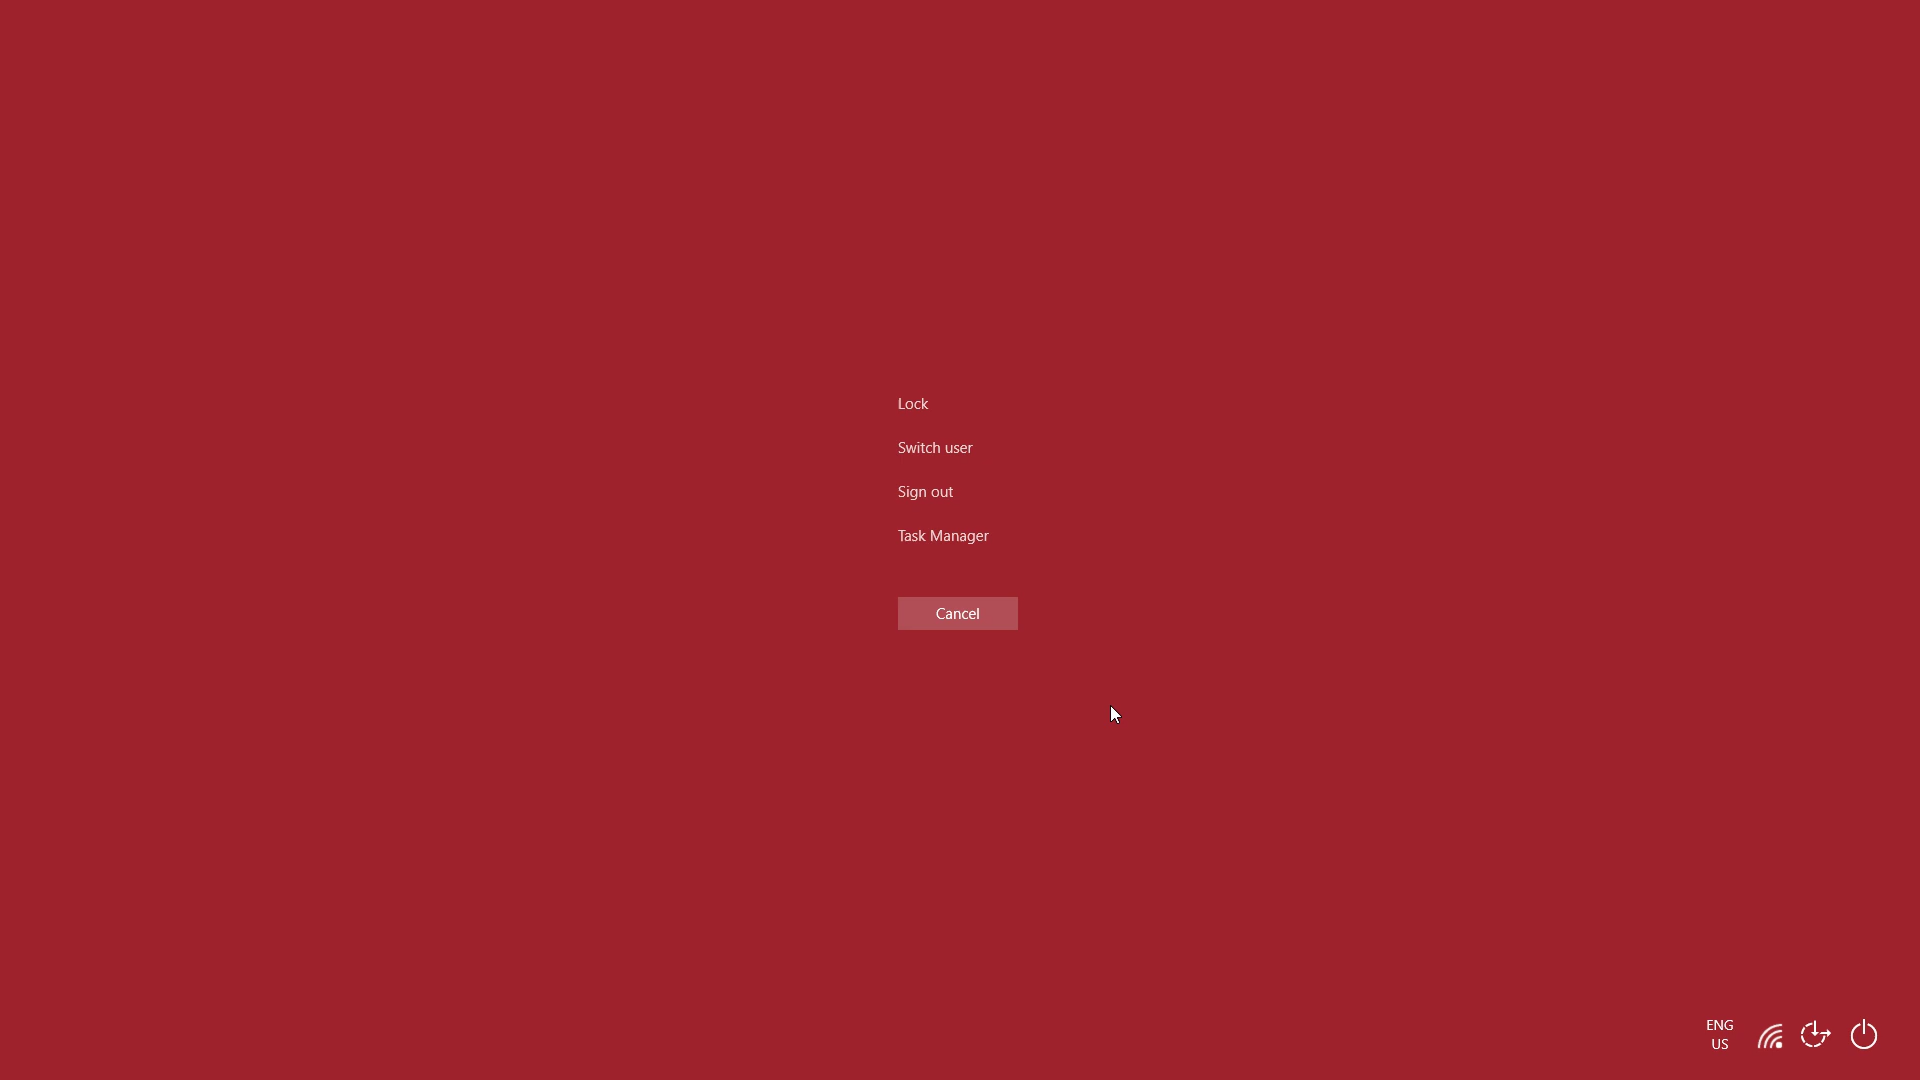 Lock
Switch user
Sign out
Task Manager
Cancel
ENG
US